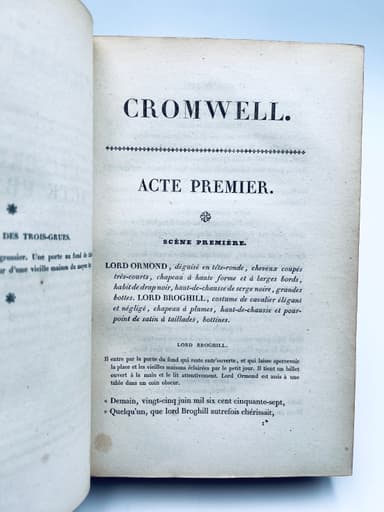 DES TROIS-GRUES.
grossier. Une porte au fond
d'une vieille maison du moyen
CROMWELL.
ACTE PREMIER.
SCÈNE PREMIÈRE.
LORD ORMOND, déguisé en tête-ronde, cheveux coupés
très-courts, chapeau à haute forme et à larges bords,
habit de drap noir, haut-de-chausse de serge noire, grandes
bottes. LORD BROGHILL, costume de cavalier élégant
et négligé, chapeau à plumes, haut-de-chausse et pour-
point de satin à taillades, bottines.
LORD BROGHILL.
Il entre par la porte du fond qui reste entr'ouverte, et qui laisse apercevoir
la place et les vieilles maisons éclairées par le petit jour. Il tient un billet
ouvert à la main et le lit attentivement. Lord Ormond est assis à une
table dans un coin obscur.
« Demain, vingt-cinq juin mil six cent cinquante-sept,
« Quelqu'un, que lord Broghill autrefois chérissait,
1*